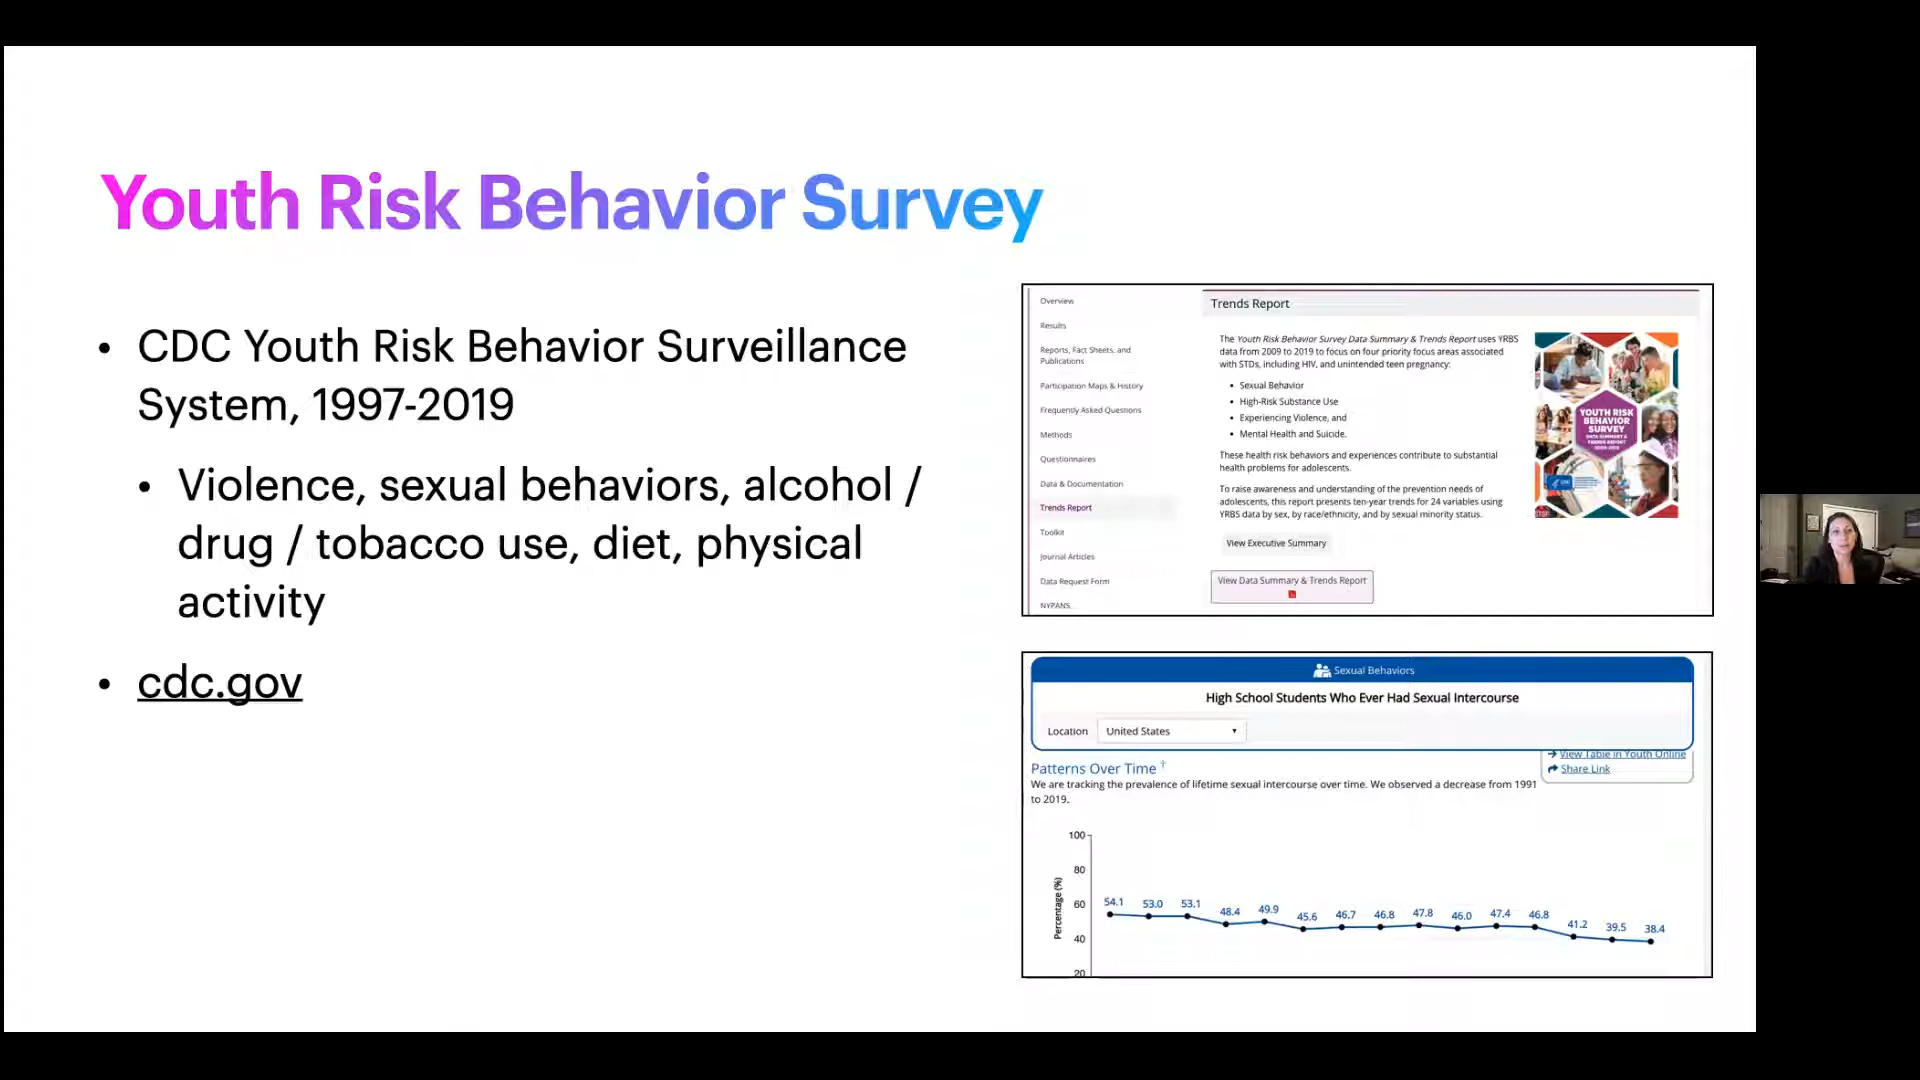 Youth Risk Behavior Survey
• CDC Youth Risk Behavior Surveillance
System, 1997-2019
• Violence, sexual behaviors, alcohol /
drug / tobacco use, diet, physical
activity
• cdc.gov
Overview
Results
Reports, Fact Sheets, and
Publications
Participation Maps & History
Frequently Asked Questions
Methods
Questionnaires
Data & Documentation
Trends Report
Toolkit
Journal Articles
Data Request Form
NYPANS
Trends Report
The Youth Risk Behavior Survey Data Summary & Trends Report uses YRBS
data from 2009 to 2019 to focus on four priority focus areas associated
with STDs, including HIV, and unintended teen pregnancy:
• Sexual Behavior
• High-Risk Substance Use
• Experiencing Violence, and
• Mental Health and Suicide.
These health risk behaviors and experiences contribute to substantial
health problems for adolescents.
To raise awareness and understanding of the prevention needs of
adolescents, this report presents ten-year trends for 24 variables using
YRBS data by sex, by race/ethnicity, and by sexual minority status.
View Executive Summary
View Data Summary & Trends Report
YOUTH RISK
BEHAVIOR
SURVEY
DATA SUMMARY &
TRENDS REPORT
Sexual Behaviors
High School Students Who Ever Had Sexual Intercourse
Location United States
View Table in Youth Online
Share Link
Patterns Over Time †
We are tracking the prevalence of lifetime sexual intercourse over time. We observed a decrease from 1991
to 2019.
Percentage (%)
100
80
60
40
20
54.1 53.0 53.1 48.4 49.9 45.6 46.7 46.8 47.8 46.0 47.4 46.8 41.2 39.5 38.4